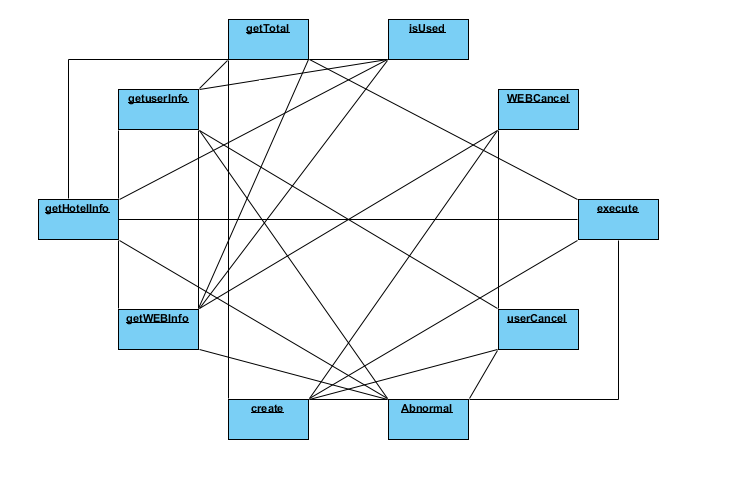 getTotal
isUsed
getuserInfo
WEBCancel
getHotelInfo
execute
getWEBInfo
userCancel
create
Abnormal